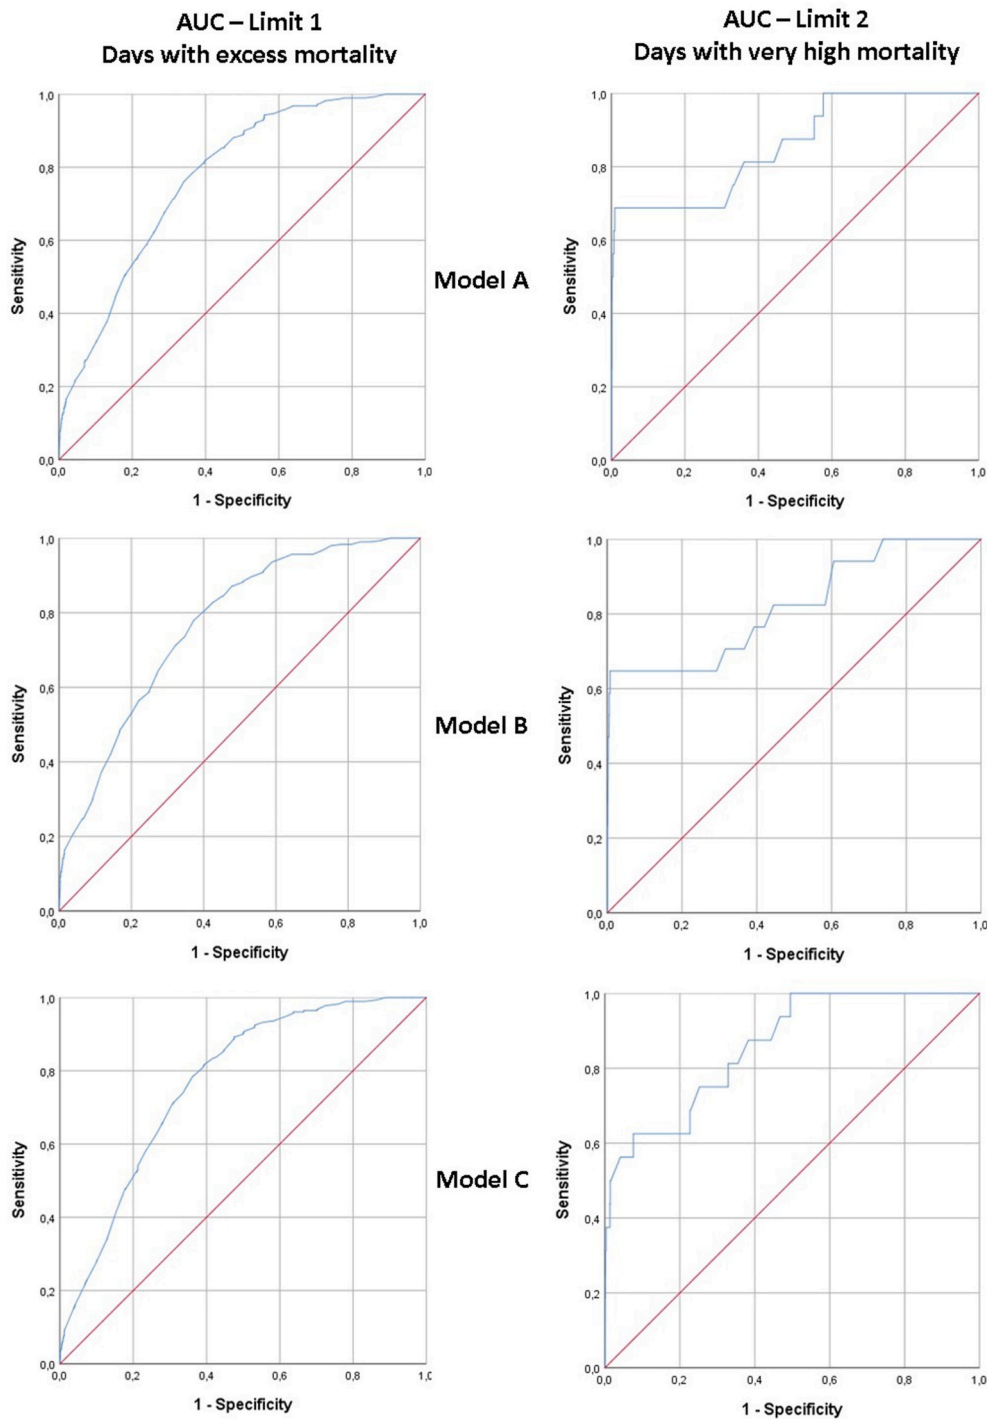 AUC – Limit 1
Days with excess mortality
AUC – Limit 2
Days with very high mortality
1,0
0,8
0,6
0,4
0,2
0,0
Sensitivity
0,0 0,2 0,4 0,6 0,8 1,0
1 - Specificity
Model A
1,0
0,8
0,6
0,4
0,2
0,0
Sensitivity
0,0 0,2 0,4 0,6 0,8 1,0
1 - Specificity
1,0
0,8
0,6
0,4
0,2
0,0
Sensitivity
0,0 0,2 0,4 0,6 0,8 1,0
1 - Specificity
Model B
1,0
0,8
0,6
0,4
0,2
0,0
Sensitivity
0,0 0,2 0,4 0,6 0,8 1,0
1 - Specificity
1,0
0,8
0,6
0,4
0,2
0,0
Sensitivity
0,0 0,2 0,4 0,6 0,8 1,0
1 - Specificity
Model C
1,0
0,8
0,6
0,4
0,2
0,0
Sensitivity
0,0 0,2 0,4 0,6 0,8 1,0
1 - Specificity